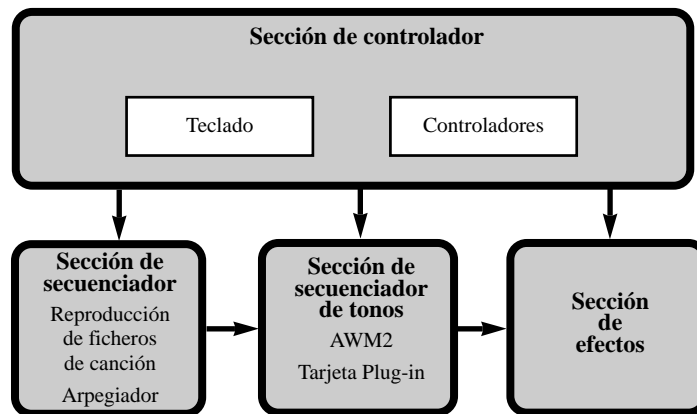 Sección de controlador
Teclado
Controladores
Sección de
secuenciador
Reproducción
de ficheros
de canción
Arpegiador
Sección de
secuenciador
de tonos
AWM2
Tarjeta Plug-in
Sección
de
efectos